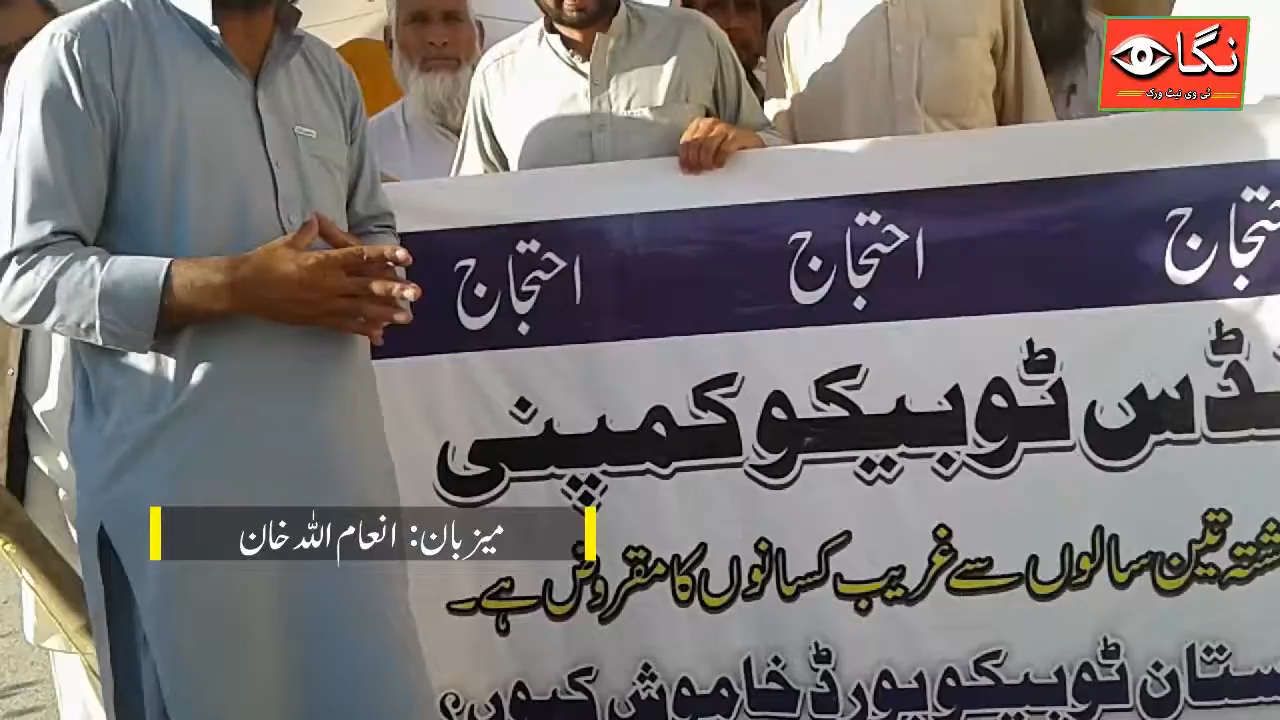 نگاہ
ٹی وی نیٹ ورک
احتجاج احتجاج احتجاج
ٹوبیکو کمپنی
تین سالوں سے غریب کسانوں کا مقروض ہے۔
ٹوبیکو بورڈ خاموش کیوں؟
میزبان: انعام اللہ خان